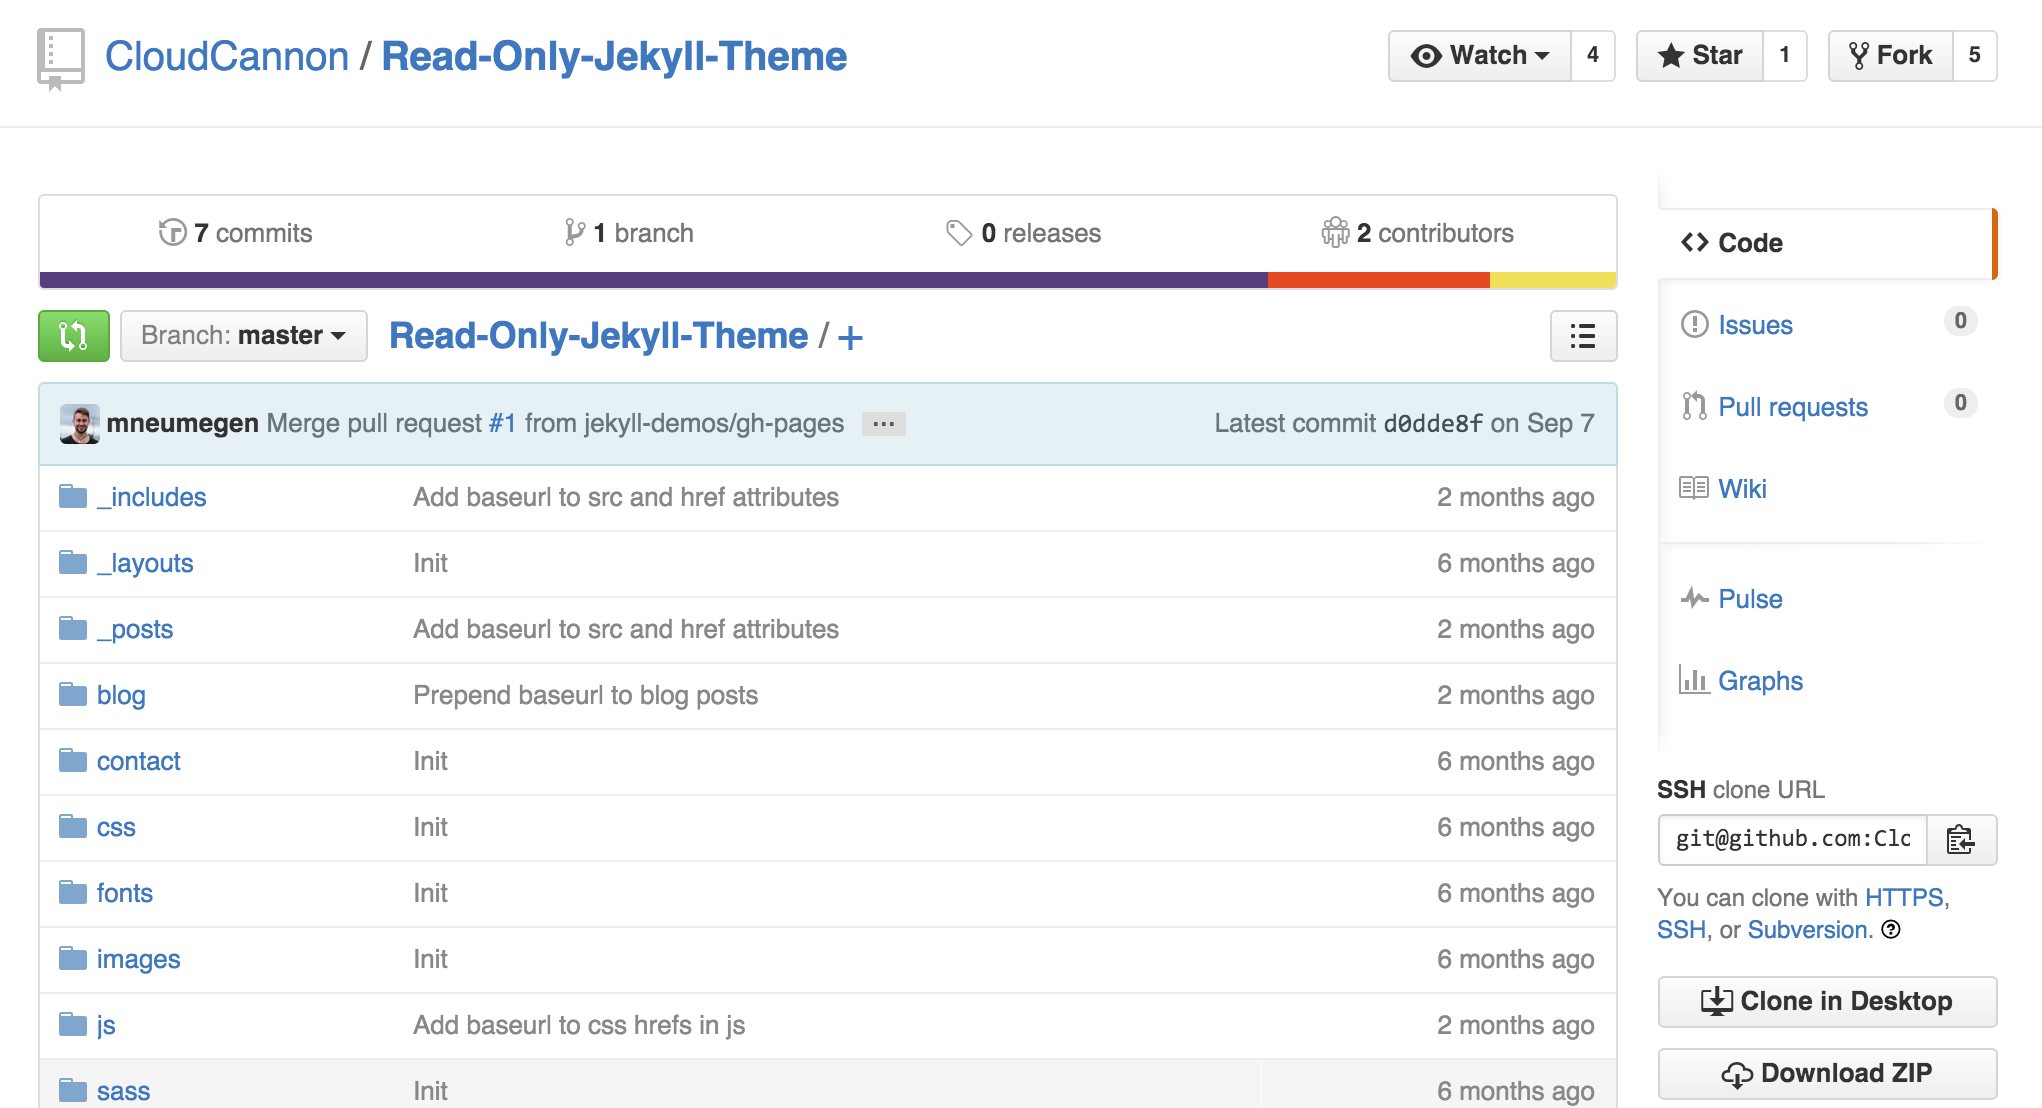 CloudCannon / Read-Only-Jekyll-Theme
Watch 4
Star 1
Fork 5
7 commits
1 branch
0 releases
2 contributors
Branch: master
Read-Only-Jekyll-Theme / +
mneumegen Merge pull request #1 from jekyll-demos/gh-pages ...
Latest commit d0dde8f on Sep 7
_includes Add baseurl to src and href attributes 2 months ago
_layouts Init 6 months ago
_posts Add baseurl to src and href attributes 2 months ago
blog Prepend baseurl to blog posts 2 months ago
contact Init 6 months ago
css Init 6 months ago
fonts Init 6 months ago
images Init 6 months ago
js Add baseurl to css hrefs in js 2 months ago
sass Init 6 months ago
Code
Issues 0
Pull requests 0
Wiki
Pulse
Graphs
SSH clone URL
git@github.com:Clo
You can clone with HTTPS,
SSH, or Subversion. ?
Clone in Desktop
Download ZIP